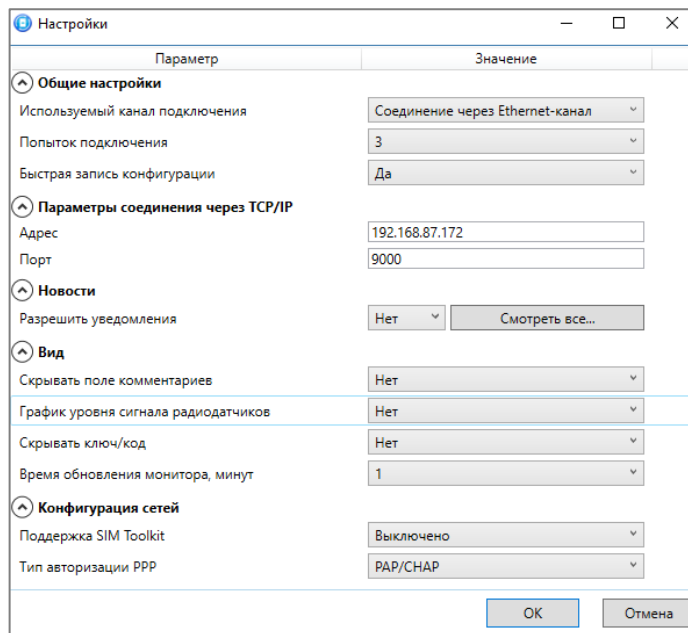 Настройки
Параметр Значение
Общие настройки
Используемый канал подключения Соединение через Ethernet-канал
Попыток подключения 3
Быстрая запись конфигурации Да
Параметры соединения через TCP/IP
Адрес 192.168.87.172
Порт 9000
Новости
Разрешить уведомления Нет Смотреть все...
Вид
Скрывать поле комментариев Нет
График уровня сигнала радиодатчиков Нет
Скрывать ключ/код Нет
Время обновления монитора, минут 1
Конфигурация сетей
Поддержка SIM Toolkit Выключено
Тип авторизации PPP PAP/CHAP
OK Отмена